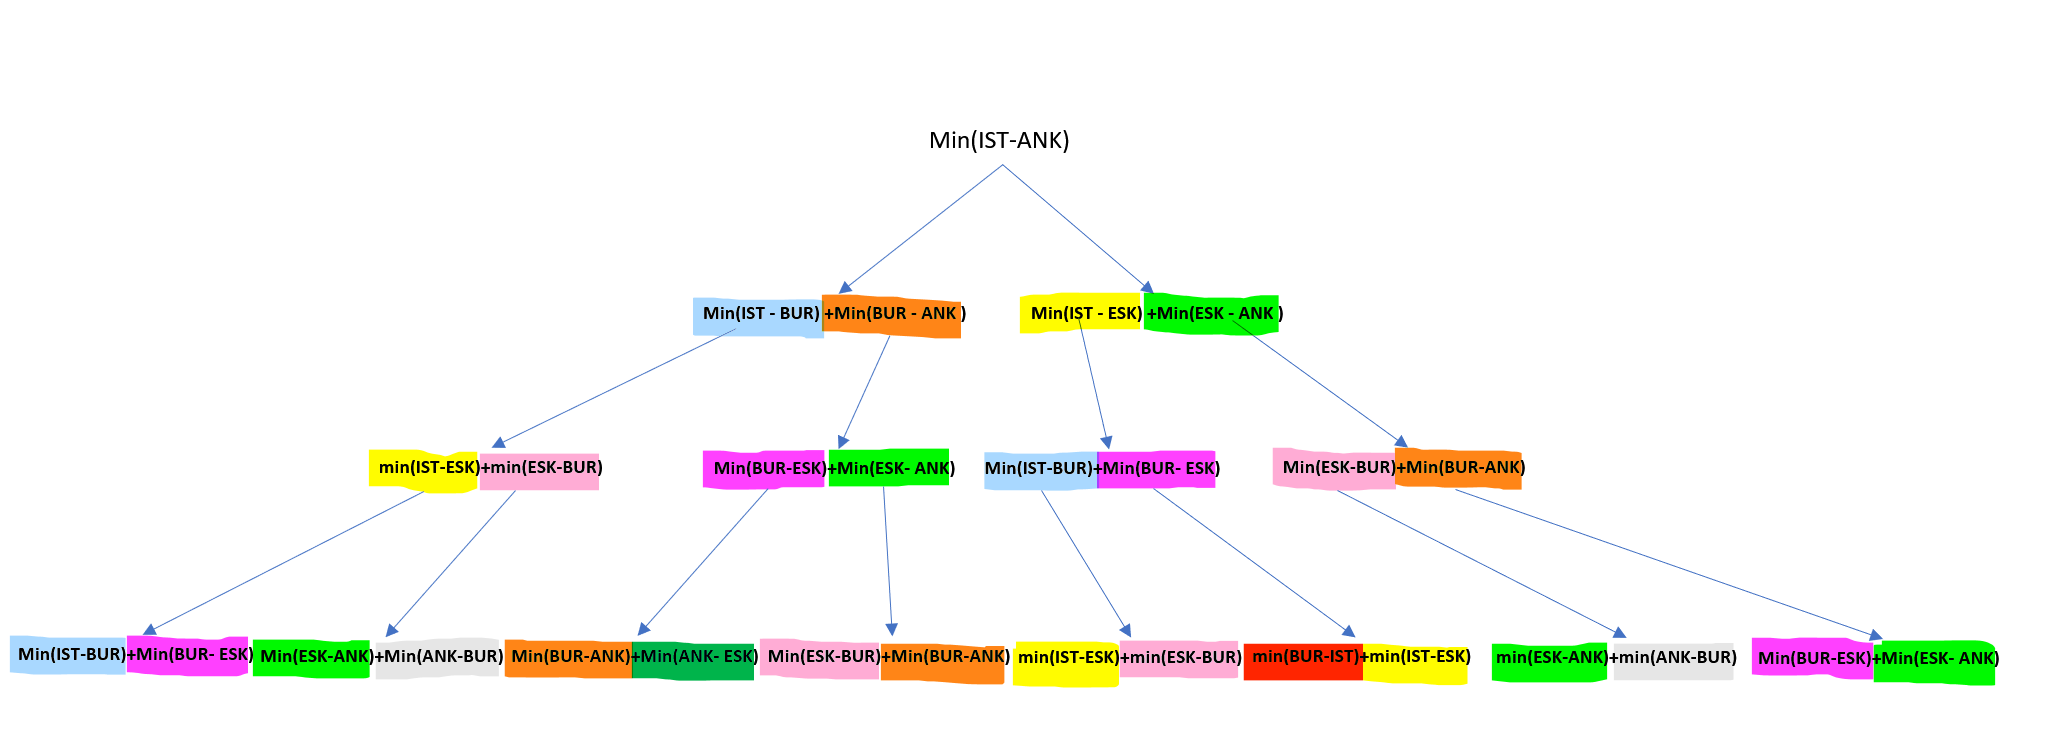 Min(IST-ANK)
Min(IST - BUR) +Min(BUR - ANK ) Min(IST - ESK) +Min(ESK - ANK )
min(IST-ESK)+min(ESK-BUR) Min(BUR-ESK)+Min(ESK- ANK) Min(IST-BUR)+Min(BUR- ESK) Min(ESK-BUR)+Min(BUR-ANK)
Min(IST-BUR)+Min(BUR- ESK) Min(ESK-ANK)+Min(ANK-BUR) Min(BUR-ANK)+Min(ANK- ESK) Min(ESK-BUR)+Min(BUR-ANK) min(IST-ESK)+min(ESK-BUR) min(BUR-IST)+min(IST-ESK) min(ESK-ANK)+min(ANK-BUR) Min(BUR-ESK)+Min(ESK- ANK)